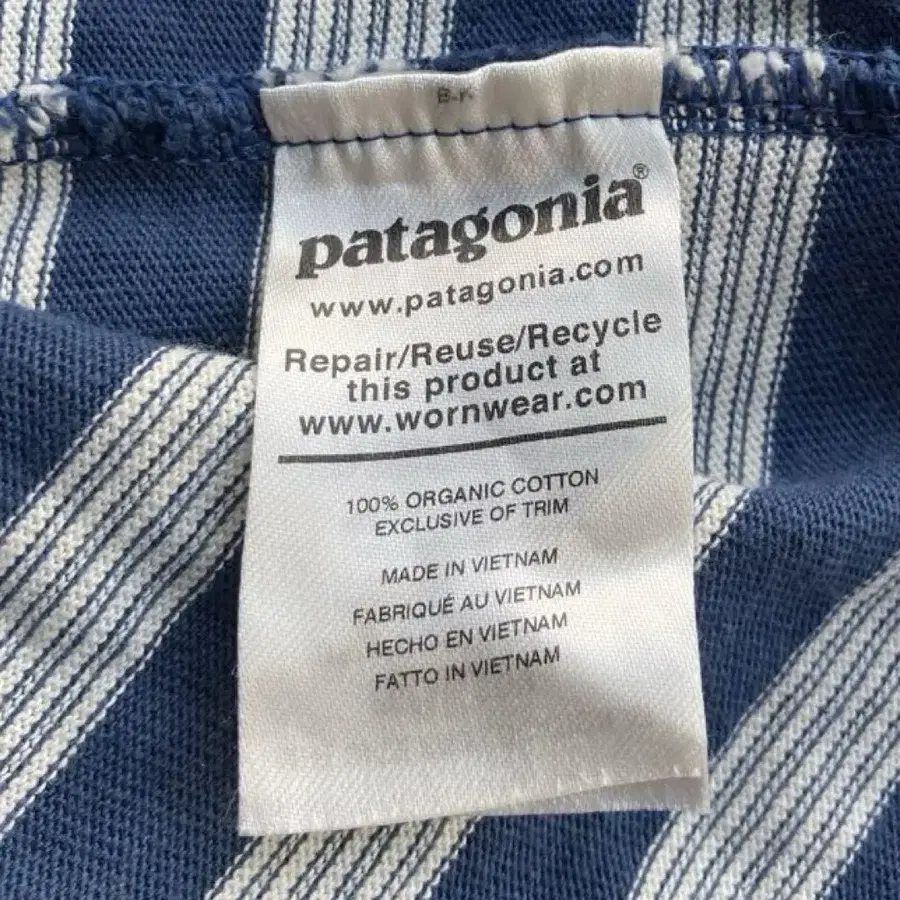 patagonia®
www.patagonia.com
Repair/Reuse/Recycle
this product at
www.wornwear.com
100% ORGANIC COTTON
EXCLUSIVE OF TRIM
MADE IN VIETNAM
FABRIQUÉ AU VIETNAM
HECHO EN VIETNAM
FATTO IN VIETNAM